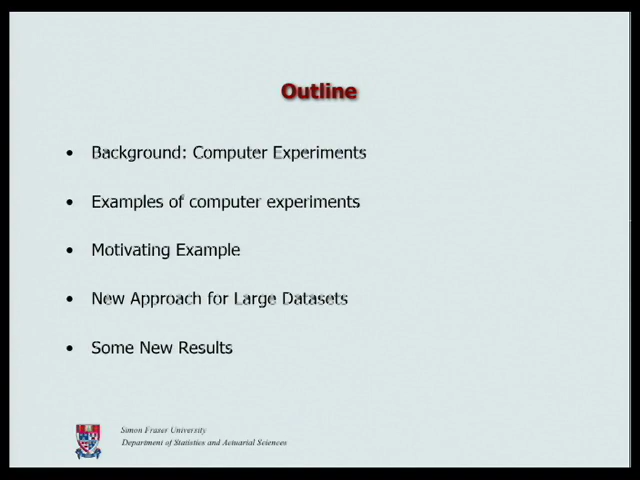 Outline
• Background: Computer Experiments
• Examples of computer experiments
• Motivating Example
• New Approach for Large Datasets
• Some New Results
Simon Fraser University
Department of Statistics and Actuarial Sciences